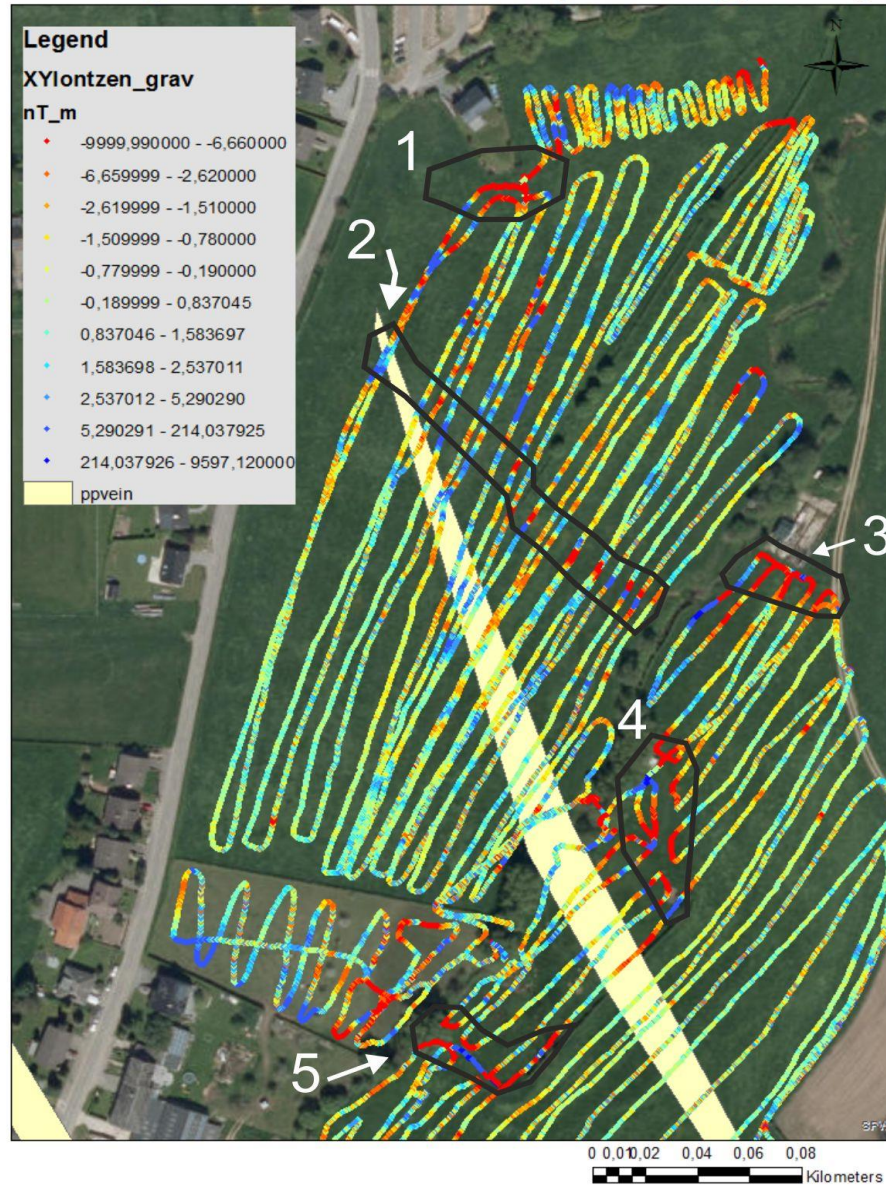 Legend
XYlontzen_grav
nT_m
-9999,990000 - -6,660000
-6,659999 - -2,620000
-2,619999 - -1,510000
-1,509999 - -0,780000
-0,779999 - -0,190000
-0,189999 - 0,837045
0,837046 - 1,583697
1,583698 - 2,537011
2,537012 - 5,290290
5,290291 - 214,037925
214,037926 - 9597,120000
ppvein
N
1
2
3
4
5
0 0,01 0,02 0,04 0,06 0,08
Kilometers